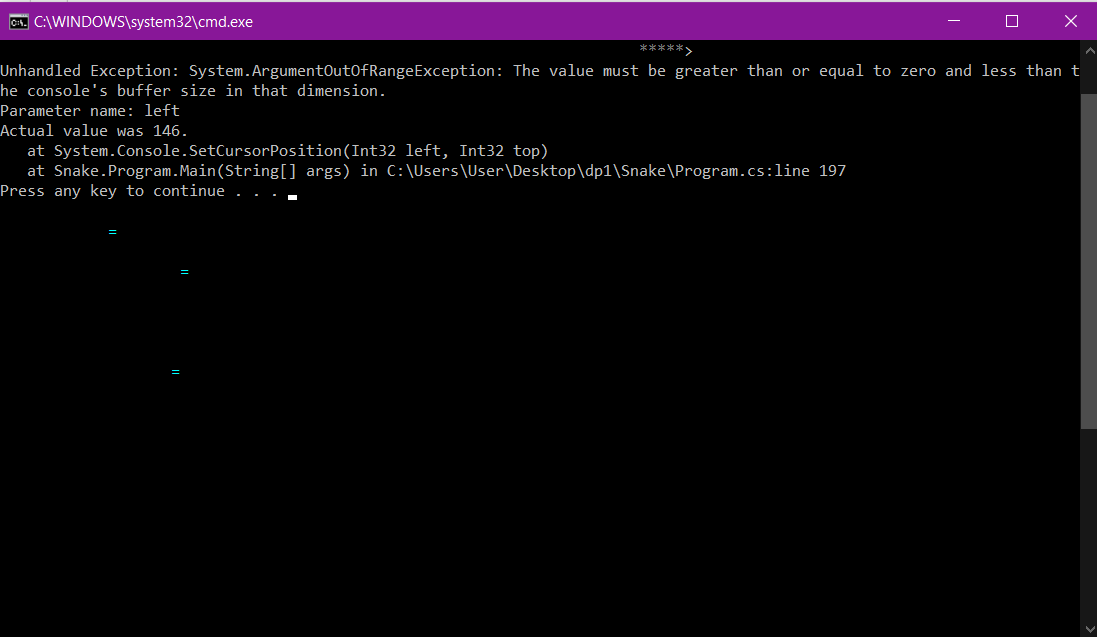 C:\WINDOWS\system32\cmd.exe
*****>
Unhandled Exception: System.ArgumentOutOfRangeException: The value must be greater than or equal to zero and less than t
he console's buffer size in that dimension.
Parameter name: left
Actual value was 146.
   at System.Console.SetCursorPosition(Int32 left, Int32 top)
   at Snake.Program.Main(String[] args) in C:\Users\User\Desktop\dp1\Snake\Program.cs:line 197
Press any key to continue . . .
=
=
=